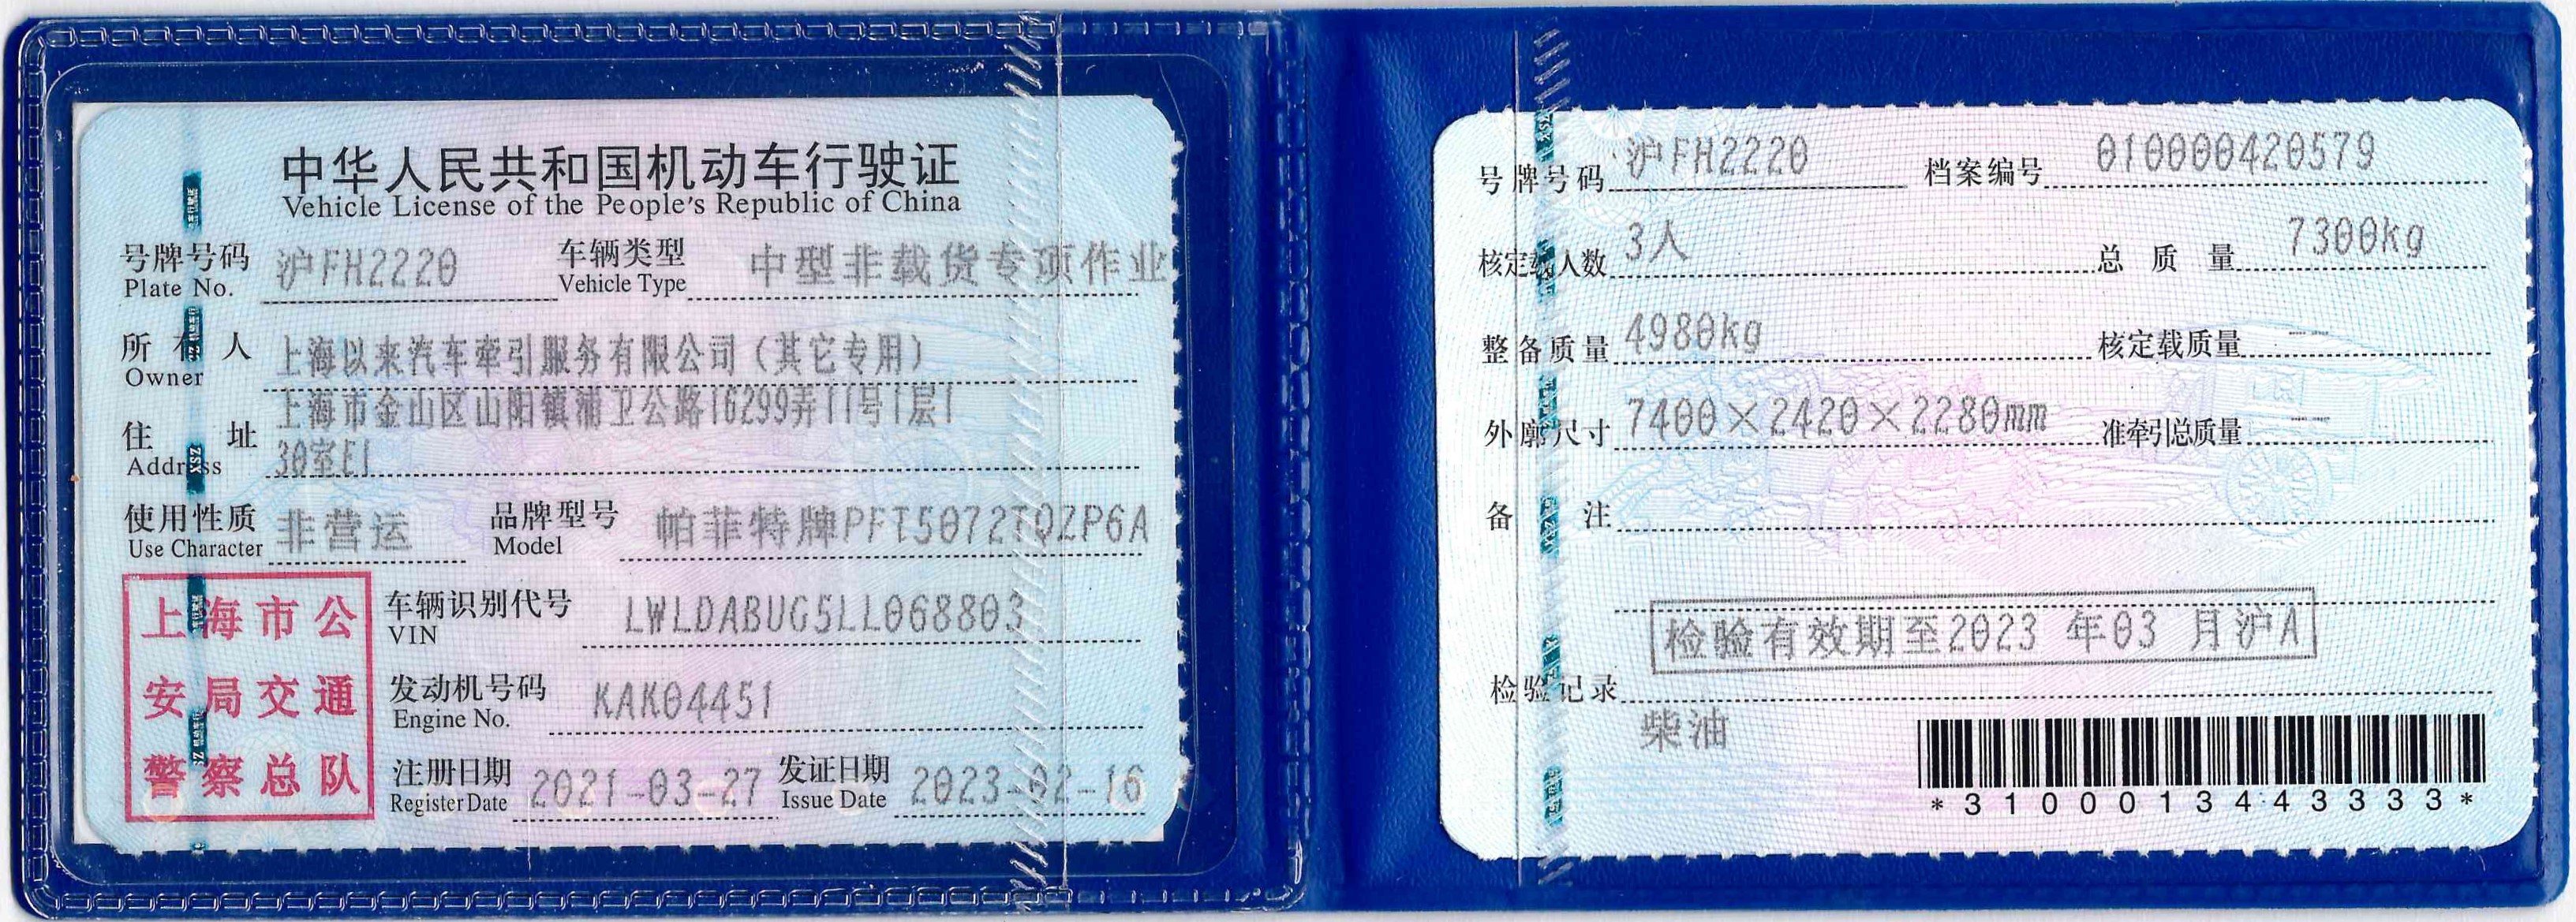 中华人民共和国机动车行驶证
Vehicle License of the People's Republic of China
号牌号码 沪FH2220 车辆类型 中型非载货专项作业
Plate No. Vehicle Type
所有人 上海以来汽车牵引服务有限公司（其它专用）
Owner
上海市金山区山阳镇浦卫公路16299弄11号1层1
住址 30室E1
Address
使用性质 非营运 品牌型号 帕菲特牌PFT5072TQZP6A
Use Character Model
上海市公
安局交通
警察总队
车辆识别代号 LWLDABUG5LL068803
VIN
发动机号码 KAK04451
Engine No.
注册日期 2021-03-27 发证日期 2023-02-16
Register Date Issue Date
号牌号码 沪FH2220 档案编号 010000420579
核定载人数 3人 总质量 7300kg
整备质量 4980kg 核定载质量 --
外廓尺寸 7400×2420×2280mm 准牵引总质量 --
备注
检验有效期至2023 年03 月沪A
检验记录
柴油
*3100013443333*